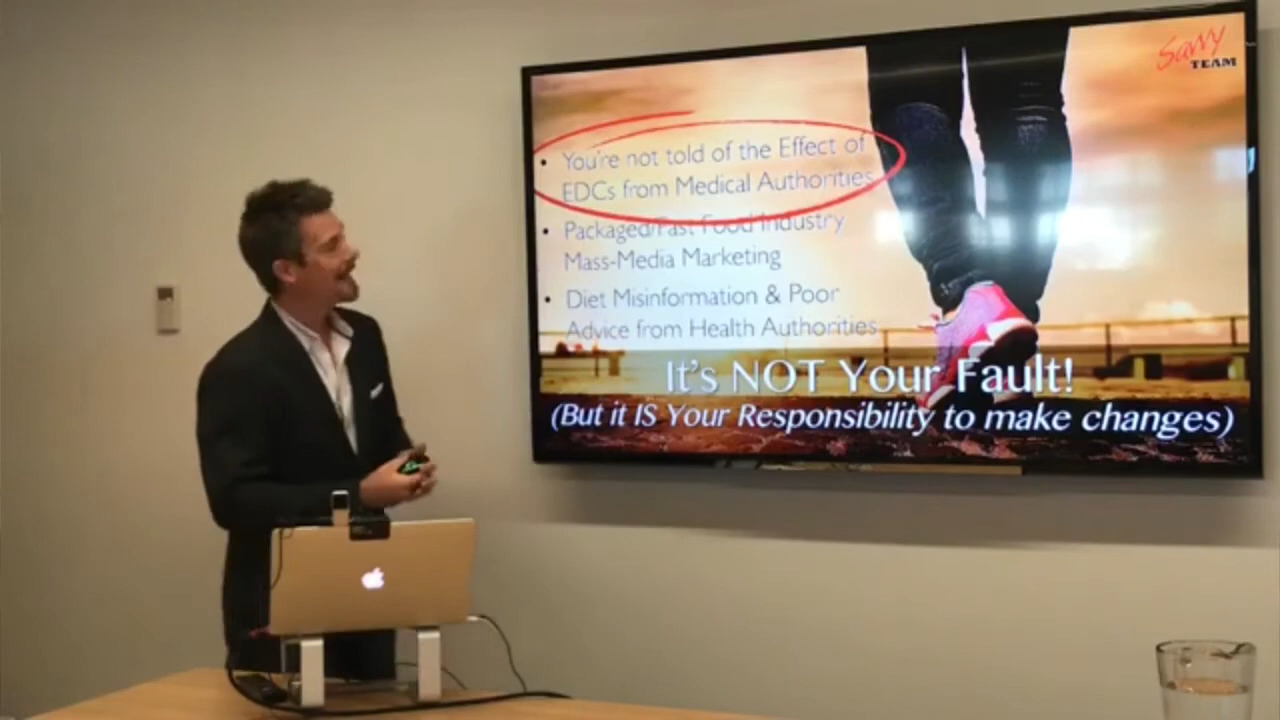 Savvy
TEAM
• You're not told of the Effect of
EDCs from Medical Authorities
• Packaged/Fast Food Industry
Mass-Media Marketing
• Diet Misinformation & Poor
Advice from Health Authorities
It's NOT Your Fault!
(But it IS Your Responsibility to make changes)